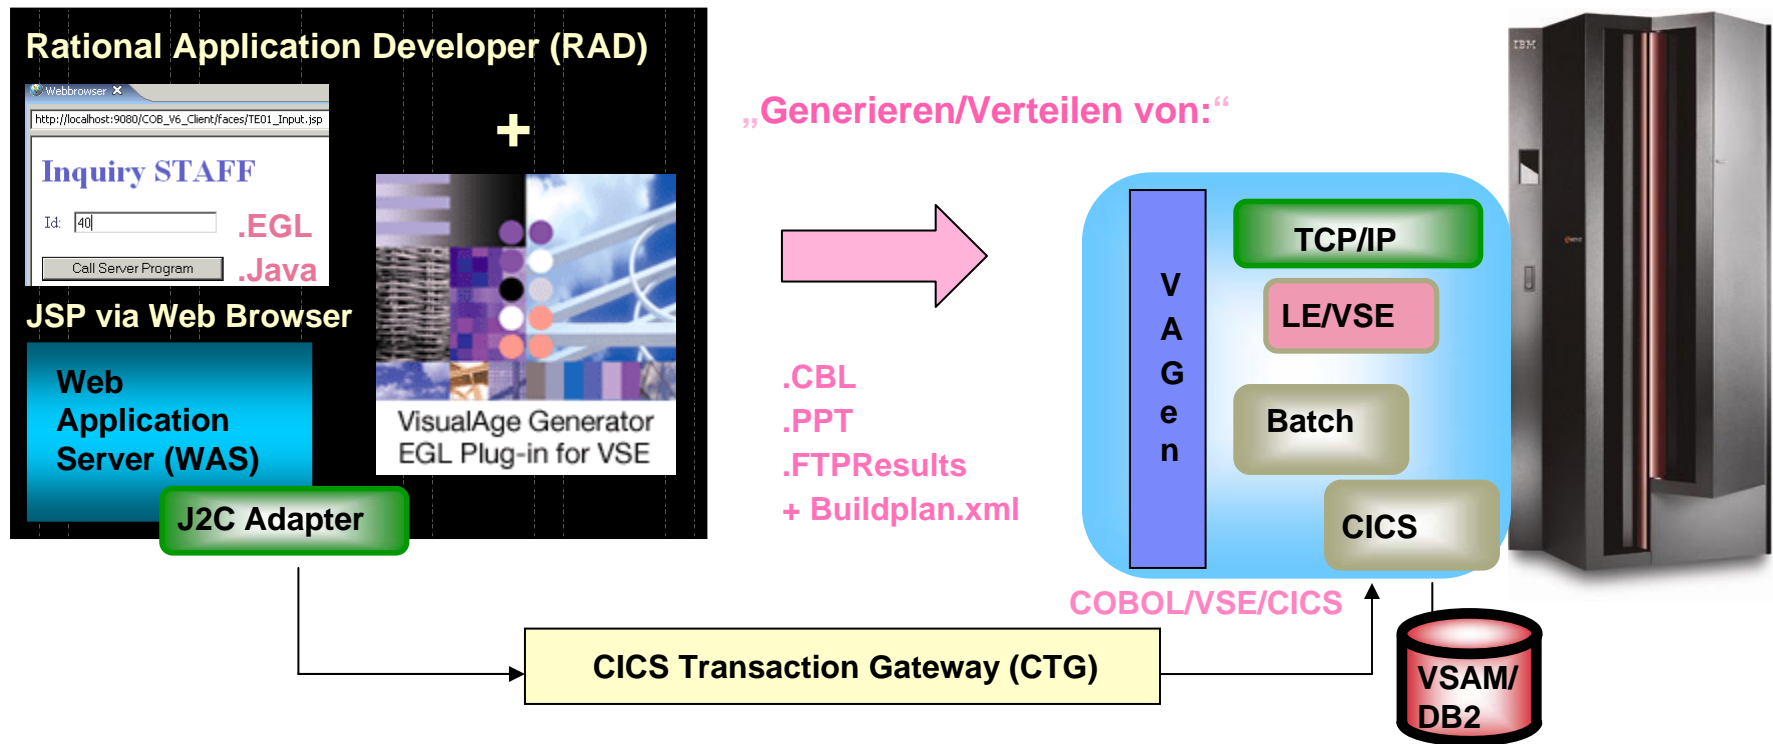 Rational Application Developer (RAD)
Webbrowser
http://localhost:9080/COB_V6_Client/faces/TE01_Input.jsp
Inquiry STAFF
Id: 40
.EGL
Call Server Program
.Java
JSP via Web Browser
+
VisualAge Generator
EGL Plug-in for VSE
Web
Application
Server (WAS)
J2C Adapter
„Generieren/Verteilen von:“
.CBL
.PPT
.FTPResults
+ Buildplan.xml
V
A
G
e
n
TCP/IP
LE/VSE
Batch
CICS
IBM
COBOL/VSE/CICS
CICS Transaction Gateway (CTG)
VSAM/
DB2